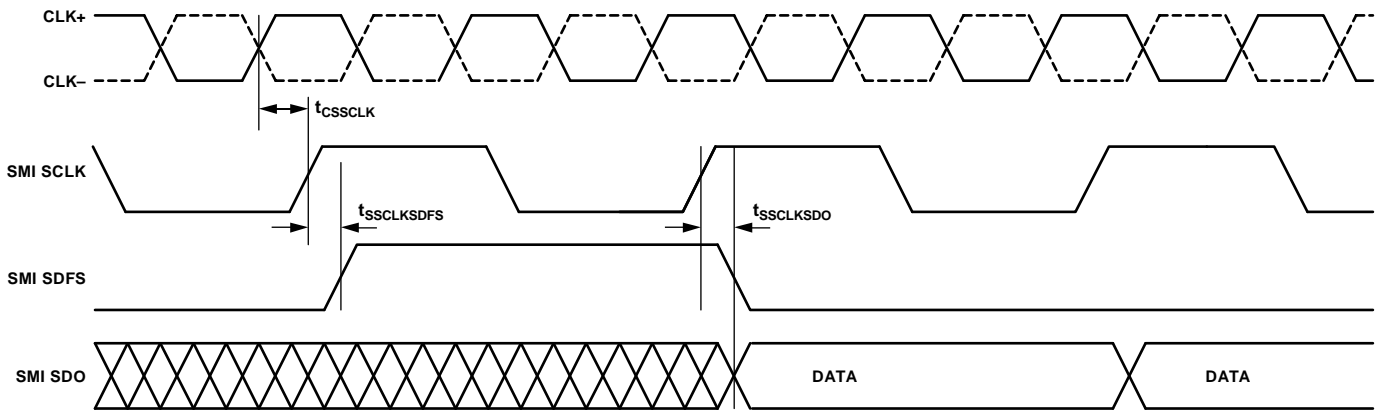 CLK+
CLK–
tCSSCLK
SMI SCLK
tSSCLKSDFS
tSSCLKSDO
SMI SDFS
SMI SDO
DATA
DATA